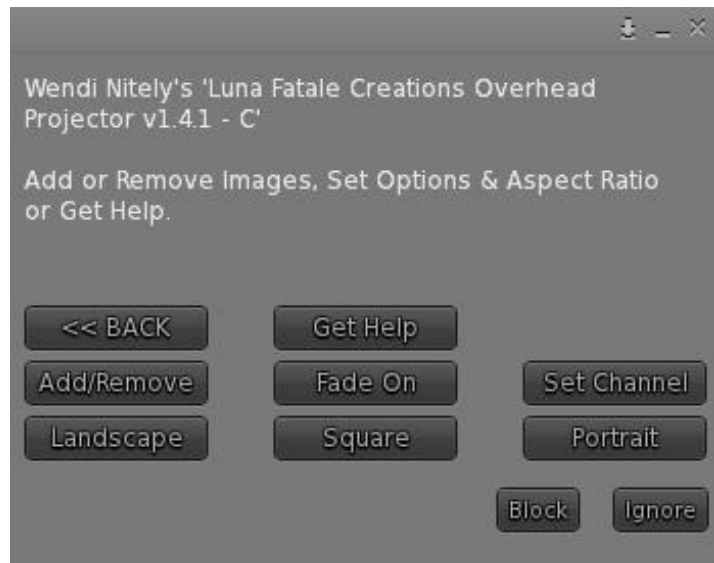 Wendi Nitely's 'Luna Fatale Creations Overhead
Projector v1.4.1 - C'
Add or Remove Images, Set Options & Aspect Ratio
or Get Help.
<< BACK
Get Help
Add/Remove
Fade On
Set Channel
Landscape
Square
Portrait
Block
Ignore